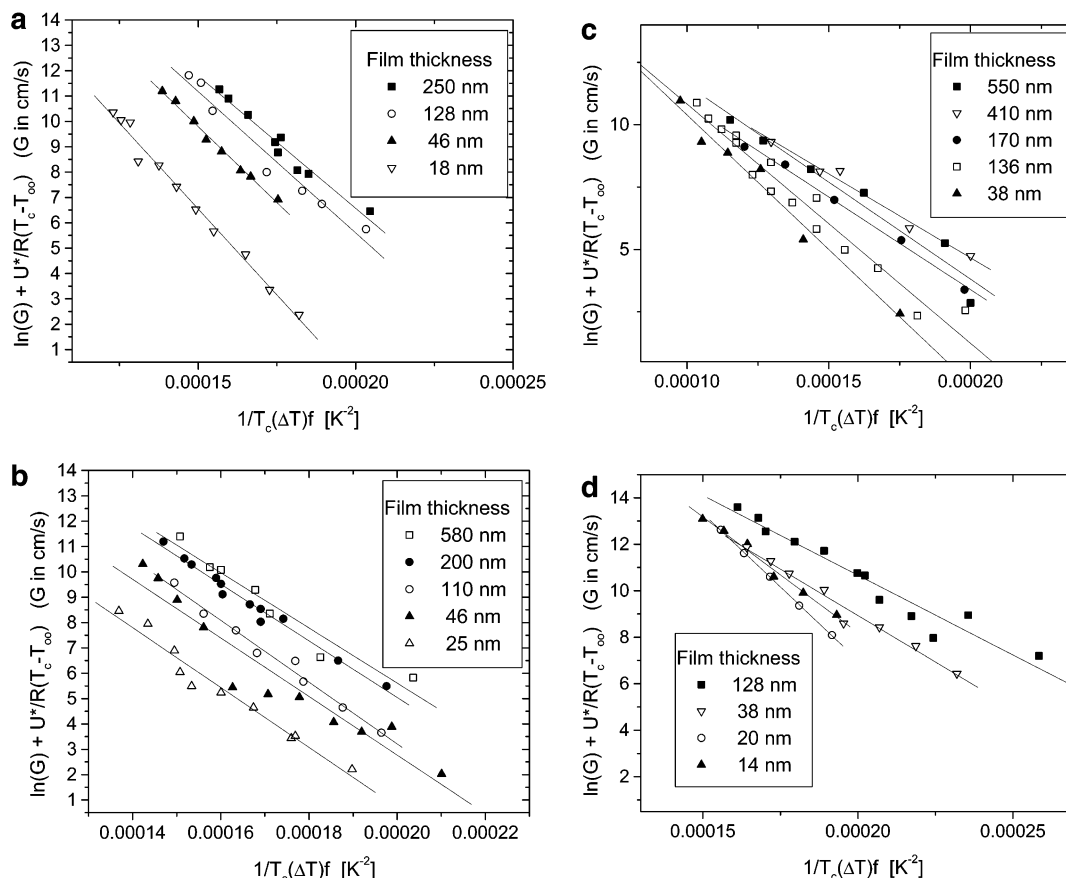 a
ln(G) + U*/R(T_c-T_oo) (G in cm/s)
14
13
12
11
10
9
8
7
6
5
4
3
2
1
Film thickness
250 nm
128 nm
46 nm
18 nm
0.00015
0.00020
0.00025
1/T_c(ΔT)f [K^-2]
c
ln(G) + U*/R(T_c-T_oo) (G in cm/s)
10
5
Film thickness
550 nm
410 nm
170 nm
136 nm
38 nm
0.00010
0.00015
0.00020
1/T_c(ΔT)f [K^-2]
b
ln(G) + U*/R(T_c-T_oo) (G in cm/s)
14
13
12
11
10
9
8
7
6
5
4
3
2
1
Film thickness
580 nm
200 nm
110 nm
46 nm
25 nm
0.00014
0.00016
0.00018
0.00020
0.00022
1/T_c(ΔT)f [K^-2]
d
ln(G) + U*/R(T_c-T_oo) (G in cm/s)
14
12
10
8
6
4
2
Film thickness
128 nm
38 nm
20 nm
14 nm
0.00015
0.00020
0.00025
1/T_c(ΔT)f [K^-2]